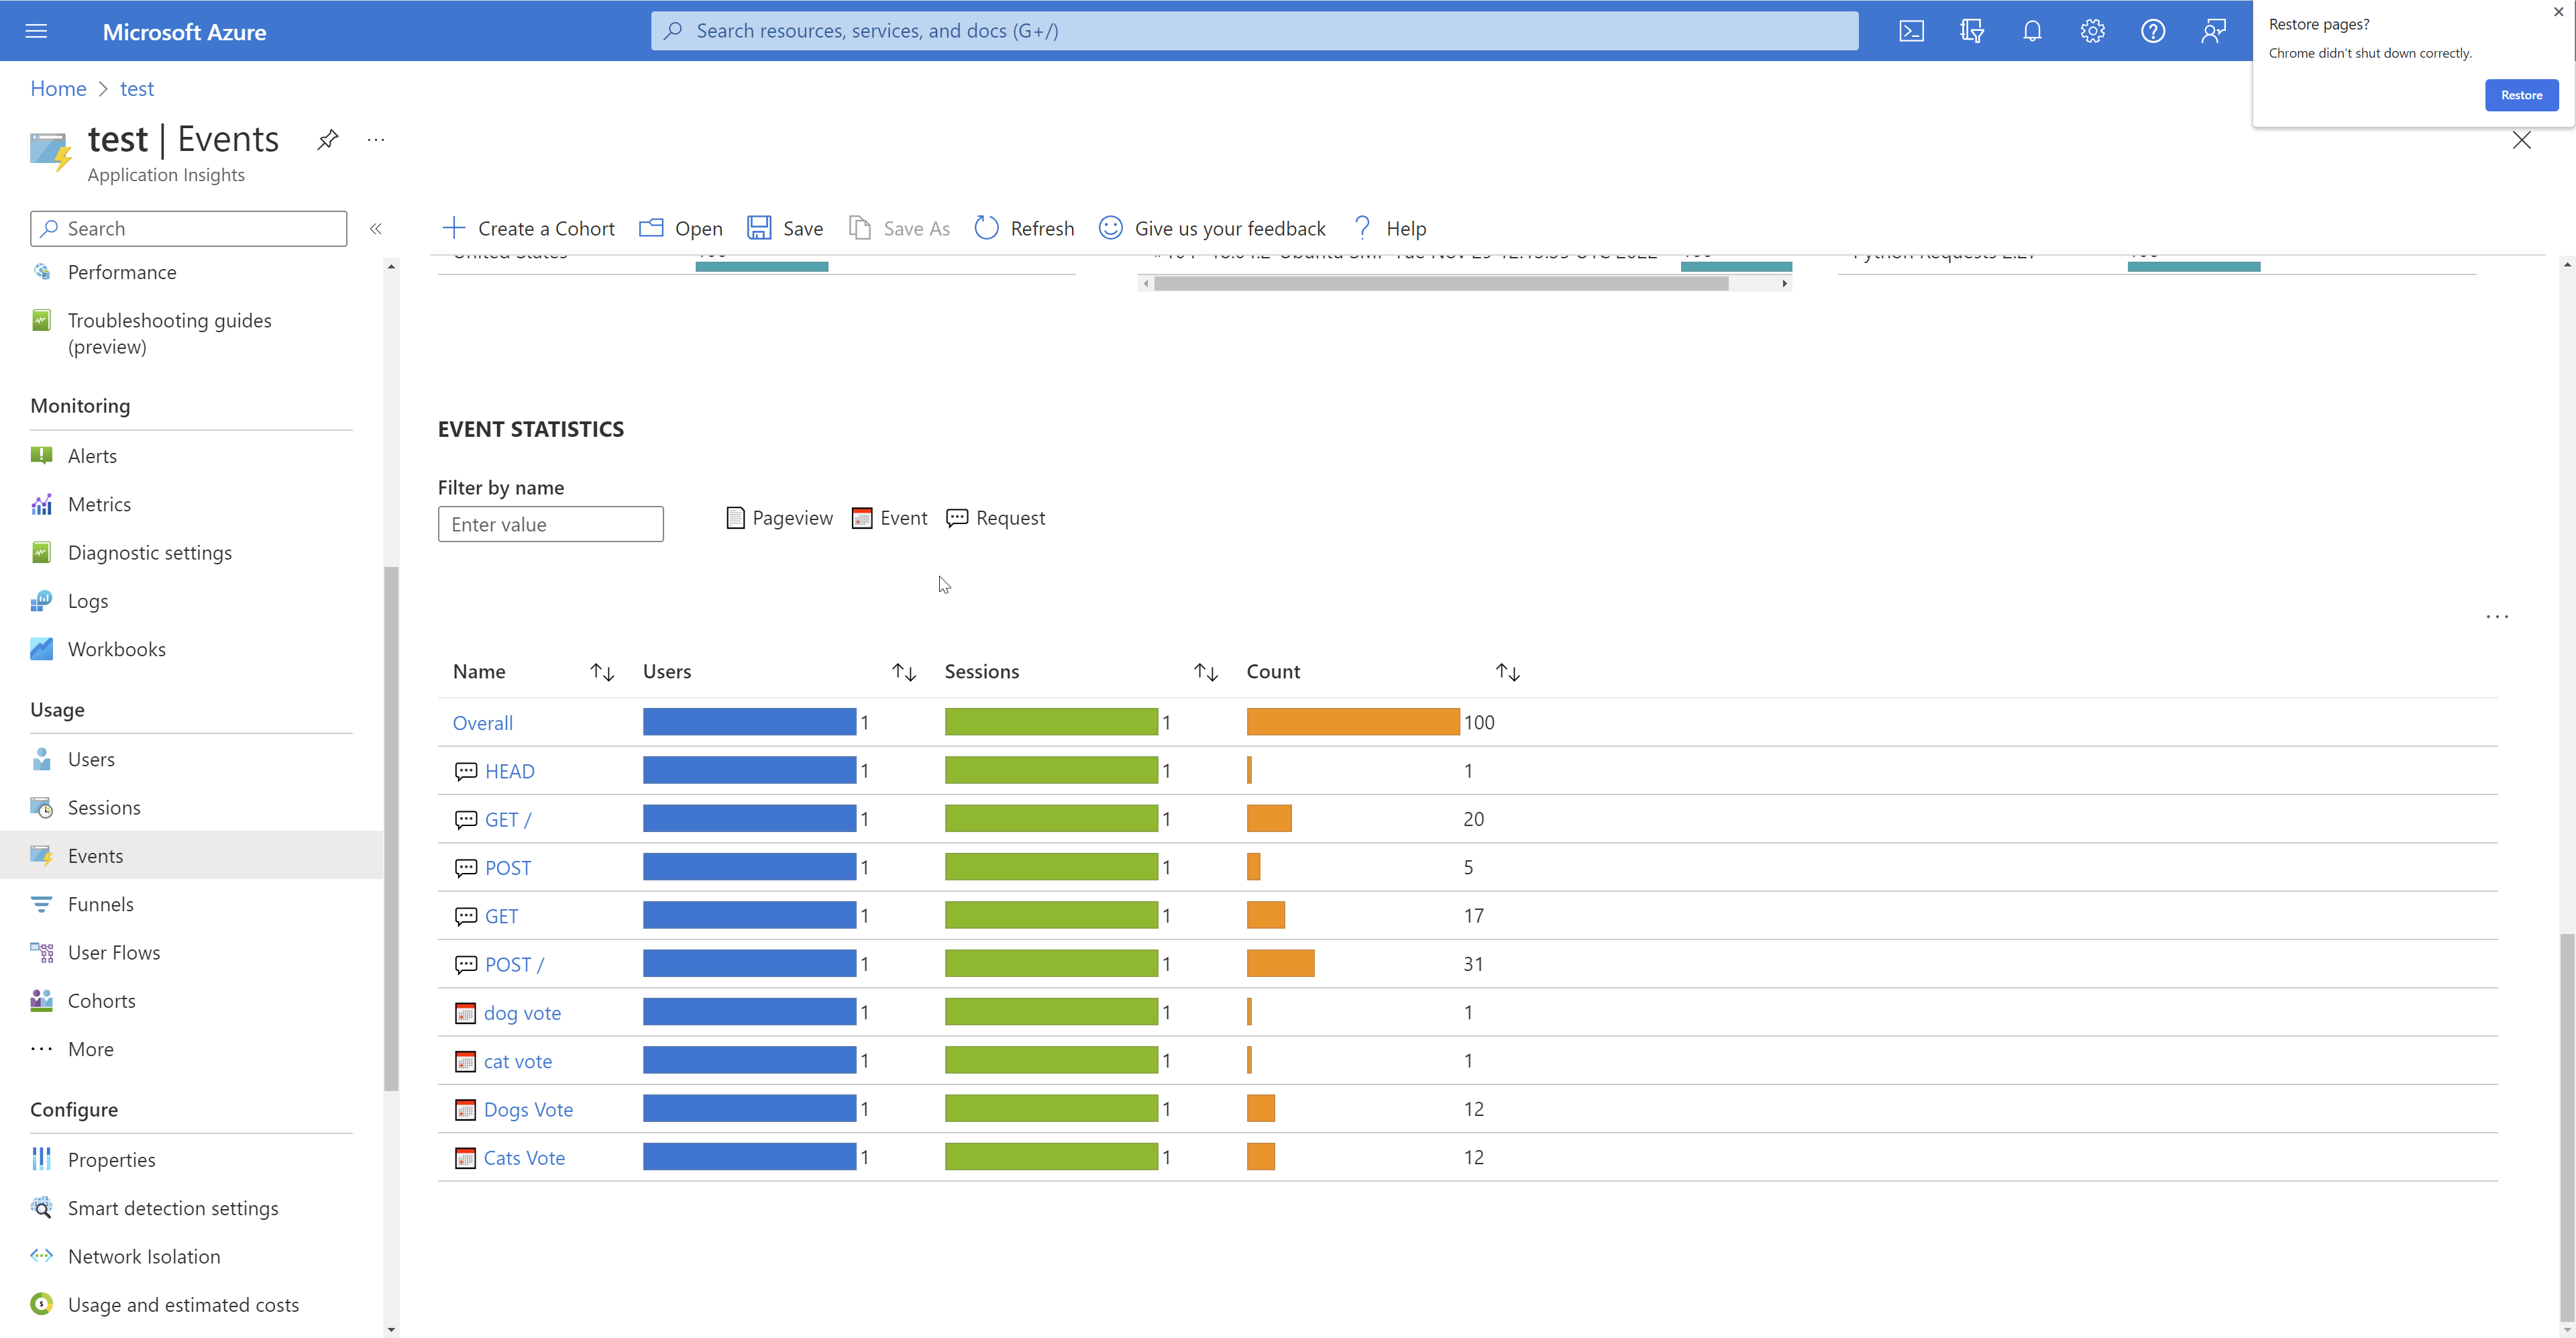 Microsoft Azure
Search resources, services, and docs (G+/)
Restore pages?
Chrome didn't shut down correctly.
Restore
Home > test
test | Events
Application Insights
Search
Create a Cohort
Open
Save
Save As
Refresh
Give us your feedback
Help
Performance
Troubleshooting guides
(preview)
Monitoring
Alerts
Metrics
Diagnostic settings
Logs
Workbooks
Usage
Users
Sessions
Events
Funnels
User Flows
Cohorts
More
Configure
Properties
Smart detection settings
Network Isolation
Usage and estimated costs
United States
EVENT STATISTICS
Filter by name
Enter value
Pageview Event Request
Name Users Sessions Count
Overall 1 1 100
HEAD 1 1 1
GET / 1 1 20
POST 1 1 5
GET 1 1 17
POST / 1 1 31
dog vote 1 1 1
cat vote 1 1 1
Dogs Vote 1 1 12
Cats Vote 1 1 12